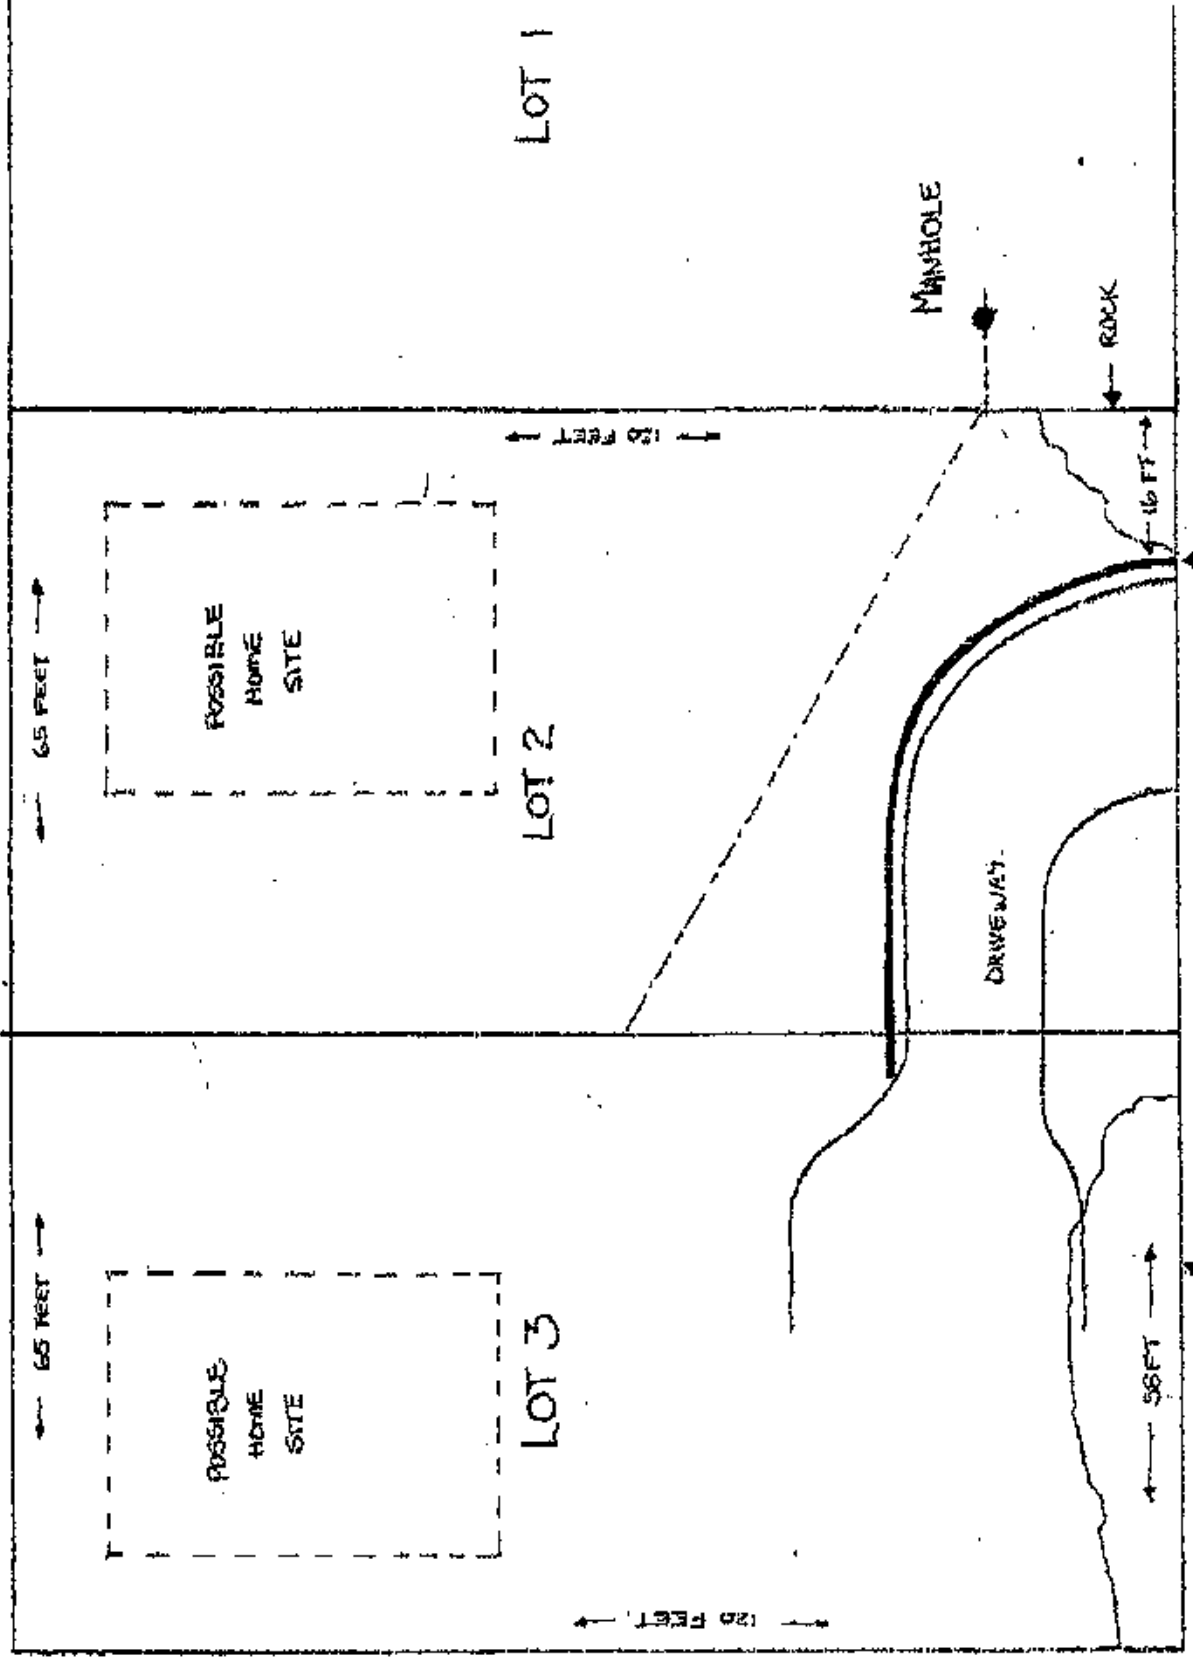 65 FEET
65 FEET
POSSIBLE
HOME
SITE
POSSIBLE
HOME
SITE
120 FEET
120 FEET
LOT 3
LOT 2
LOT 1
MANHOLE
DRIVEWAY
ROCK
58 FT
16 FT